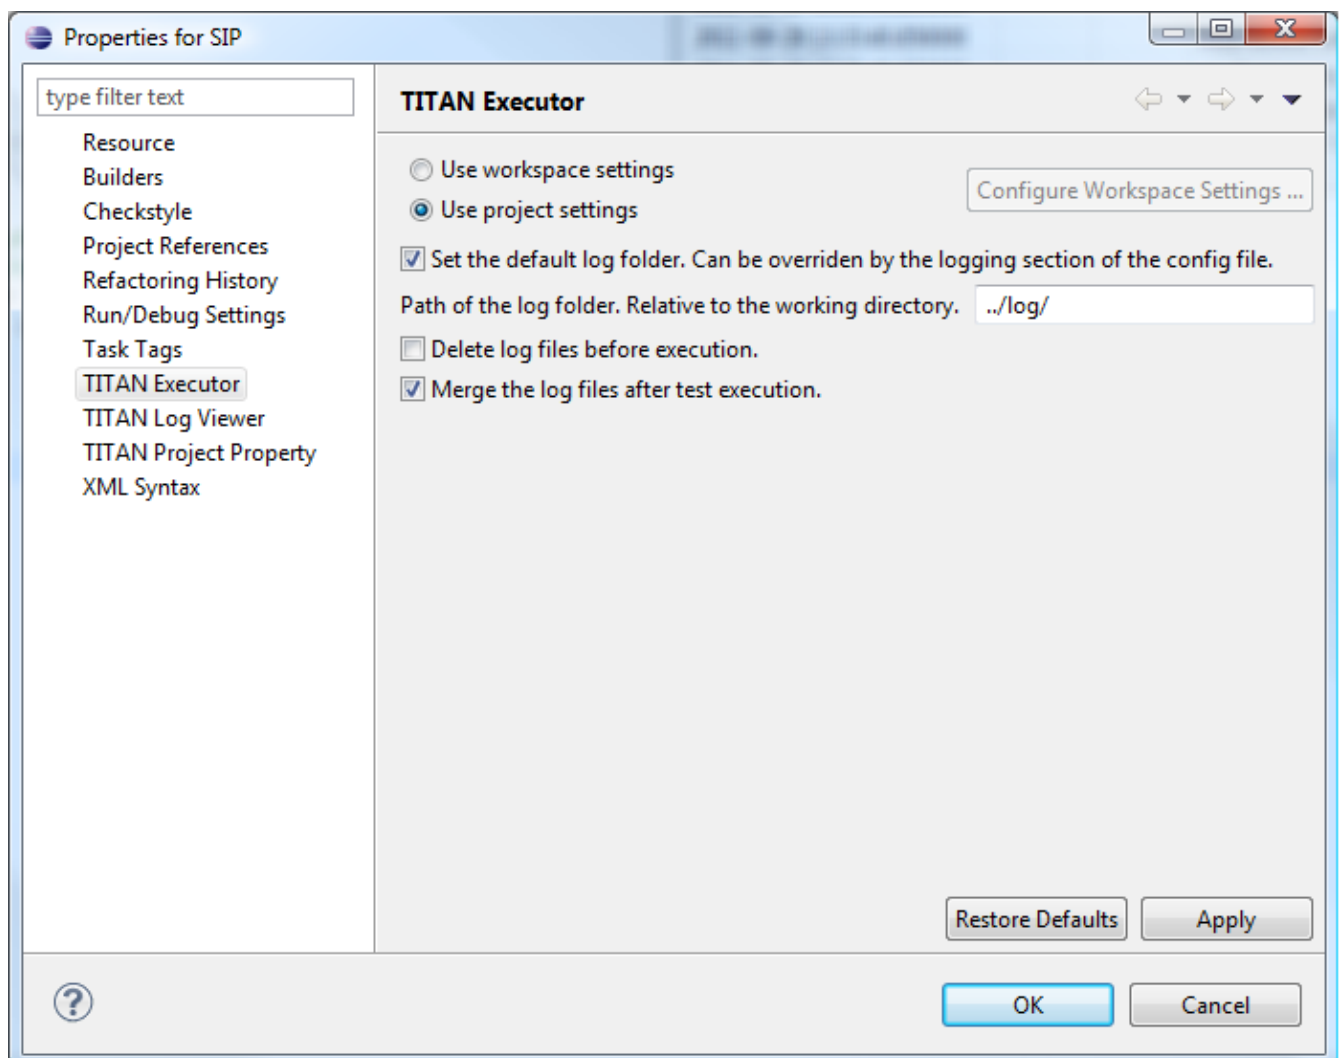 Properties for SIP
type filter text
Resource
Builders
Checkstyle
Project References
Refactoring History
Run/Debug Settings
Task Tags
TITAN Executor
TITAN Log Viewer
TITAN Project Property
XML Syntax
TITAN Executor
Use workspace settings
Configure Workspace Settings ...
Use project settings
Set the default log folder. Can be overriden by the logging section of the config file.
Path of the log folder. Relative to the working directory. ../log/
Delete log files before execution.
Merge the log files after test execution.
Restore Defaults Apply
? OK Cancel